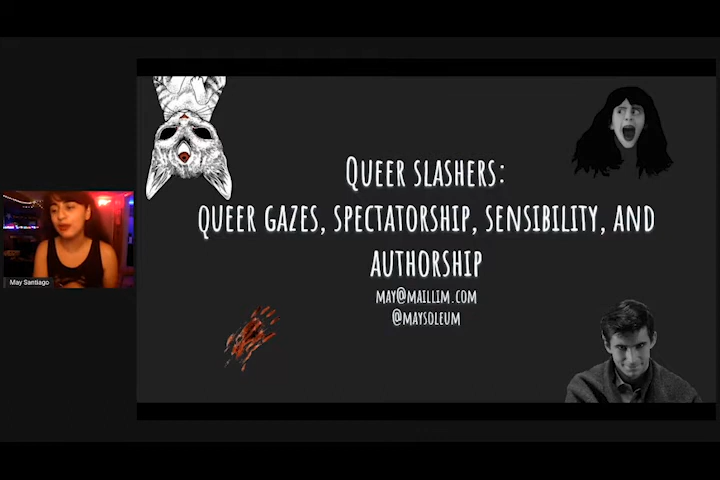 Queer slashers:
queer gazes, spectatorship, sensibility, and
authorship
may@maillim.com
@maysoleum
May Santiago